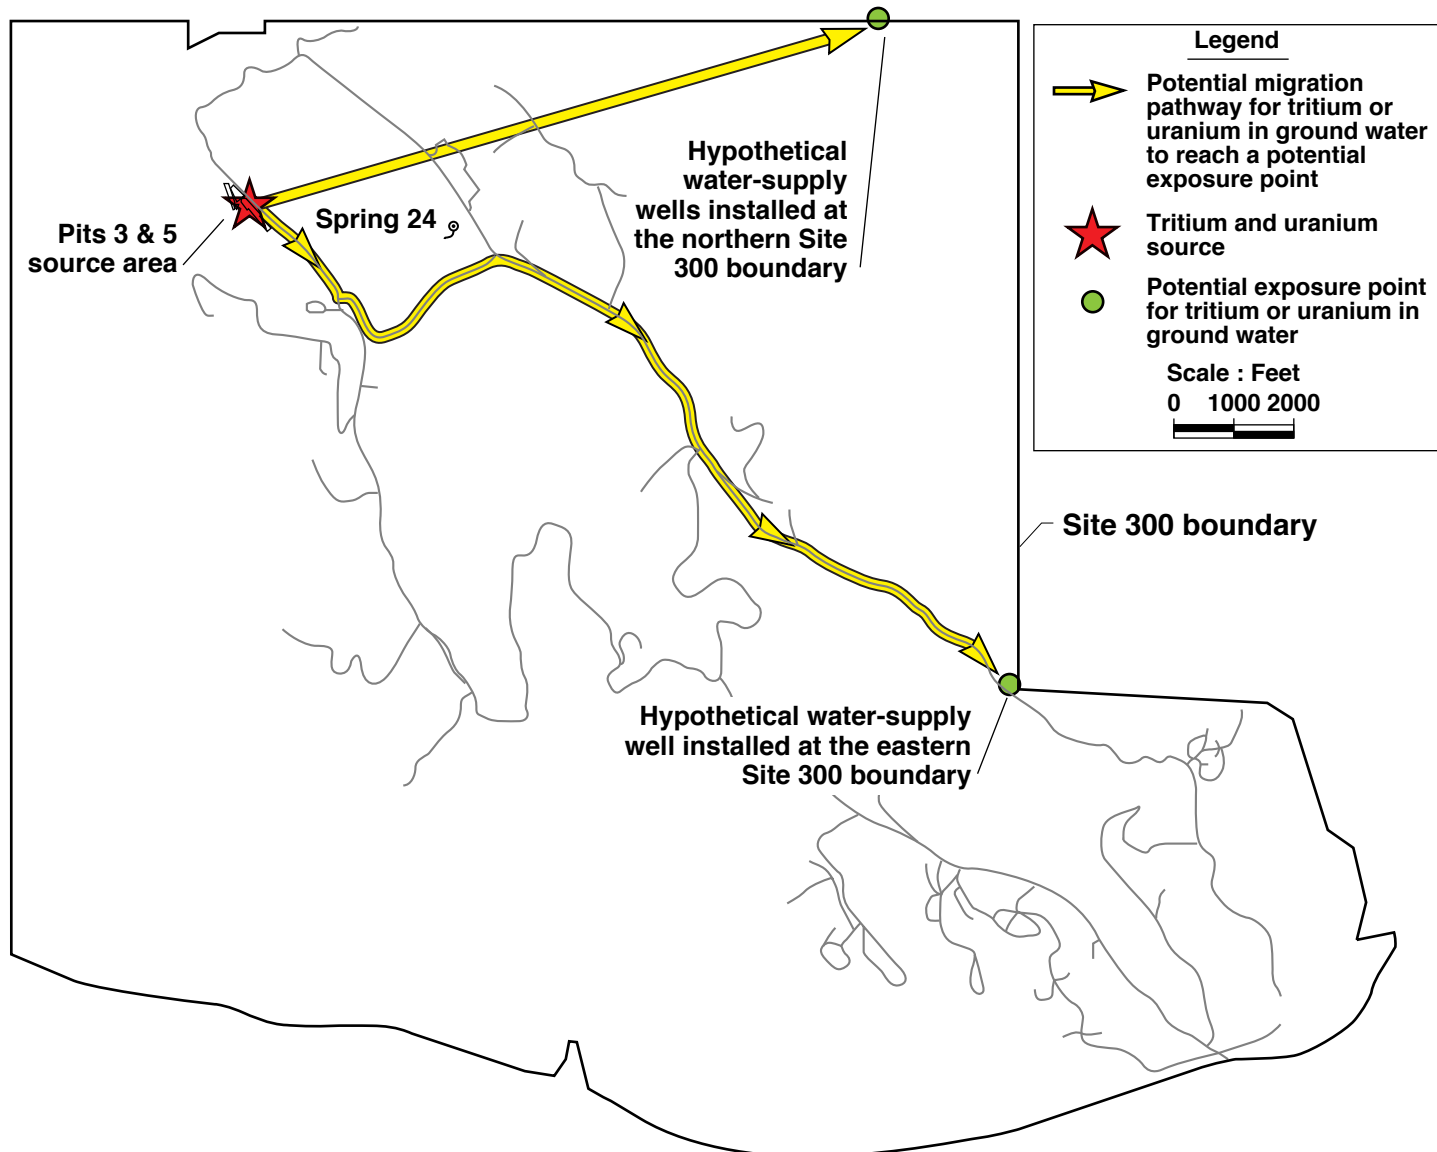 Legend
Potential migration
pathway for tritium or
uranium in ground water
to reach a potential
exposure point
Tritium and uranium
source
Potential exposure point
for tritium or uranium in
ground water
Scale : Feet
0 1000 2000
Hypothetical
water-supply
wells installed at
the northern Site
300 boundary
Spring 24
Pits 3 & 5
source area
Site 300 boundary
Hypothetical water-supply
well installed at the eastern
Site 300 boundary